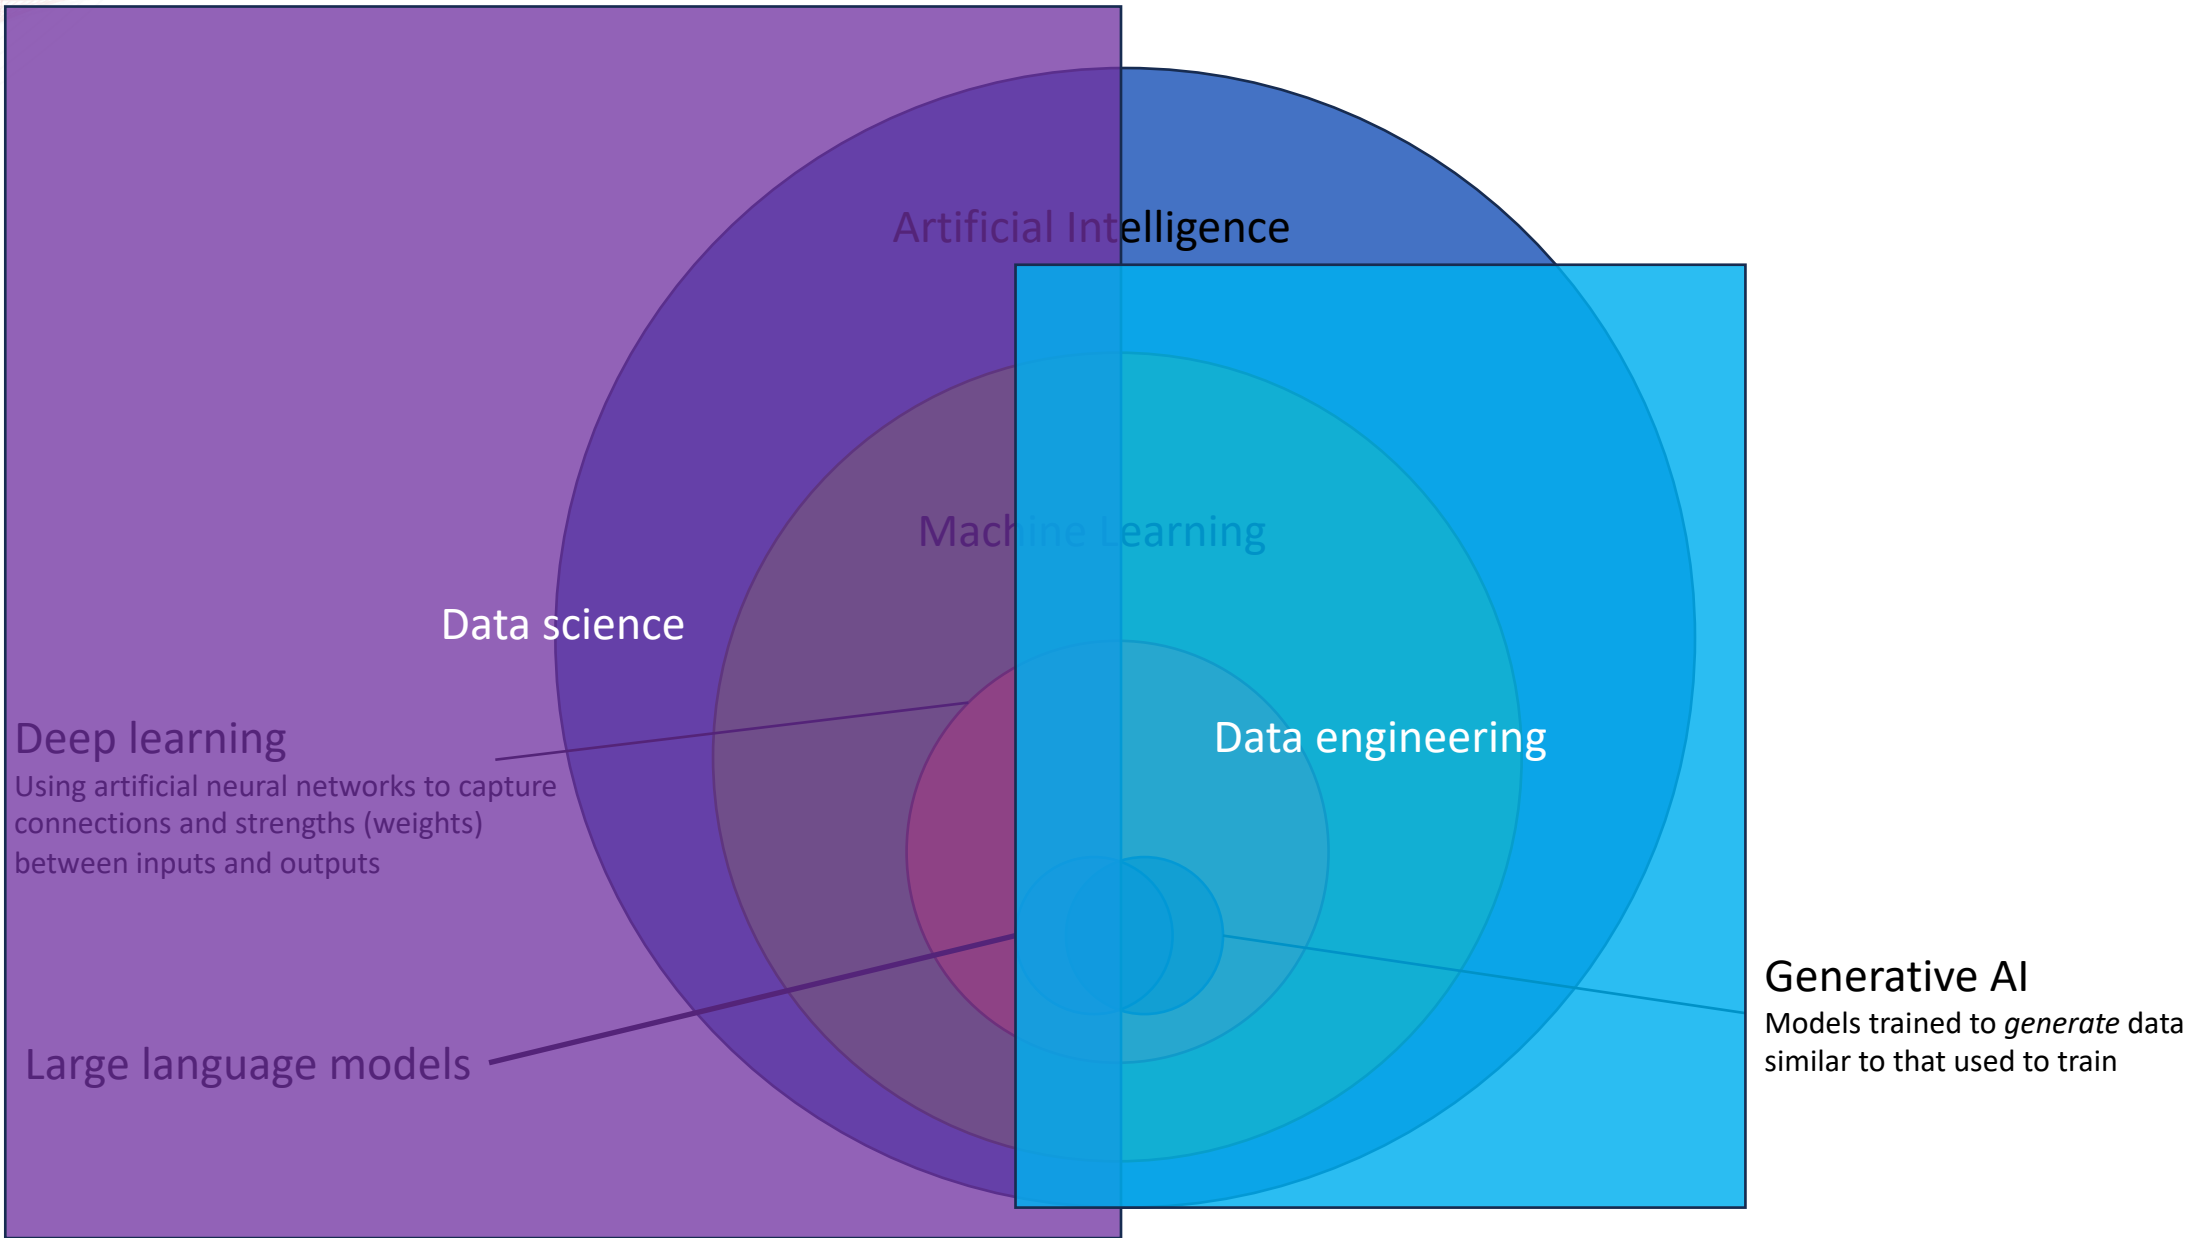 Artificial Intelligence
Machine Learning
Data science
Deep learning
Using artificial neural networks to capture
connections and strengths (weights)
between inputs and outputs
Data engineering
Large language models
Generative AI
Models trained to generate data
similar to that used to train